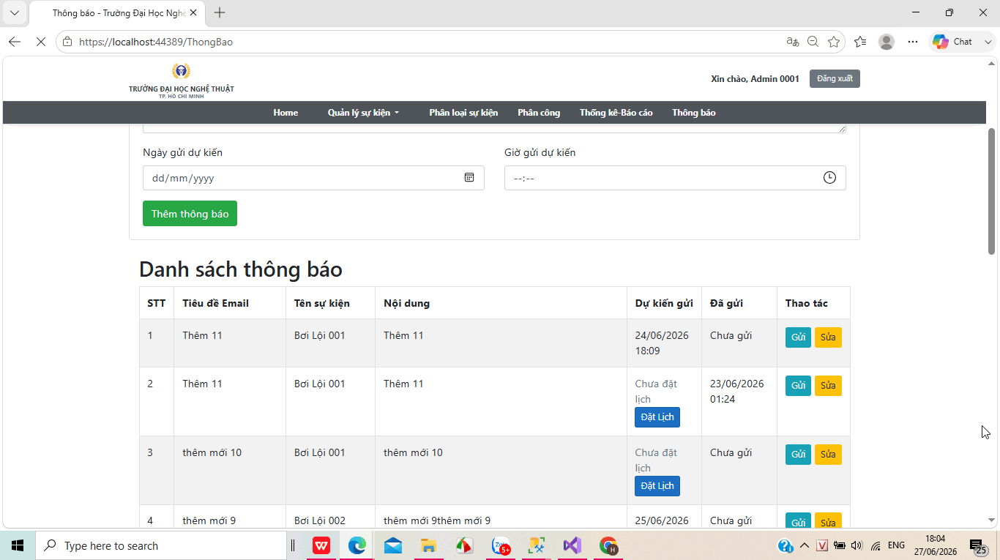 Thông báo - Trường Đại Học Nghệ
https://localhost:44389/ThongBao
Chat
TRƯỜNG ĐẠI HỌC NGHỆ THUẬT
TP. HỒ CHÍ MINH
Xin chào, Admin 0001
Đăng xuất
Home Quản lý sự kiện Phân loại sự kiện Phân công Thống kê-Báo cáo Thông báo
Ngày gửi dự kiến Giờ gửi dự kiến
dd/mm/yyyy --:--
Thêm thông báo
Danh sách thông báo
STT Tiêu đề Email Tên sự kiện Nội dung Dự kiến gửi Đã gửi Thao tác
1 Thêm 11 Bơi Lội 001 Thêm 11 24/06/2026 Chưa gửi Gửi Sửa
18:09
2 Thêm 11 Bơi Lội 001 Thêm 11 Chưa đặt 23/06/2026 Gửi Sửa
lịch 01:24
Đặt Lịch
3 thêm mới 10 Bơi Lội 001 thêm mới 10 Chưa đặt Chưa gửi Gửi Sửa
lịch
Đặt Lịch
4 thêm mới 9 Bơi Lội 002 thêm mới 9thêm mới 9 25/06/2026 Chưa gửi Gửi Sửa
Type here to search
5+
ENG
18:04
27/06/2026
25